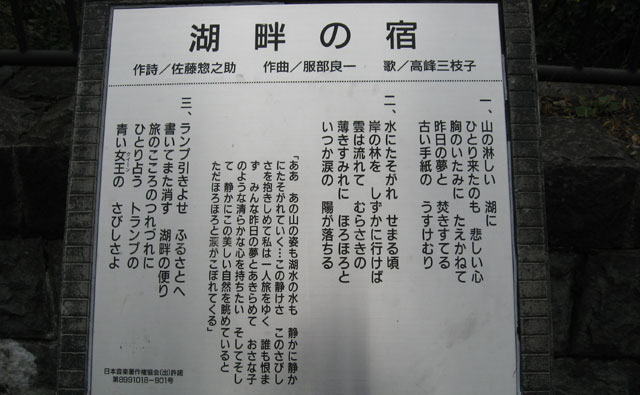 湖畔の宿
作詩／佐藤惣之助　作曲／服部良一　歌／高峰三枝子
一、山の淋しい　湖に
ひとり来たのも　悲しい心
胸のいたみに　たえかねて
昨日の夢と　焚きすてる
古い手紙の　うすけむり
二、水にたそがれ　せまる頃
岸の林を　しずかに行けば
雲は流れて　むらさきの
薄きすみれに　ほろほろと
いつか涙の　陽が落ちる
「ああ　あの山の姿も湖水の水も　静かに静か
にたそがれていく…この静けさ　このさびし
さを抱きしめて私は一人旅をゆく　誰も恨ま
ず　みんな昨日の夢とあきらめて　おさな子
のような清らかな心を持ちたい　そしてそし
て　静かにこの美しい自然を眺めていると
ただほろほろと涙がこぼれてくる」
三、ランプ引きよせ　ふるさとへ
書いてまた消す　湖畔の便り
旅のこころのつれづれに
ひとり占う　トランプの
青い女王の　さびしさよ
クイーン
日本音楽著作権協会(出)許諾
第8991018-901号